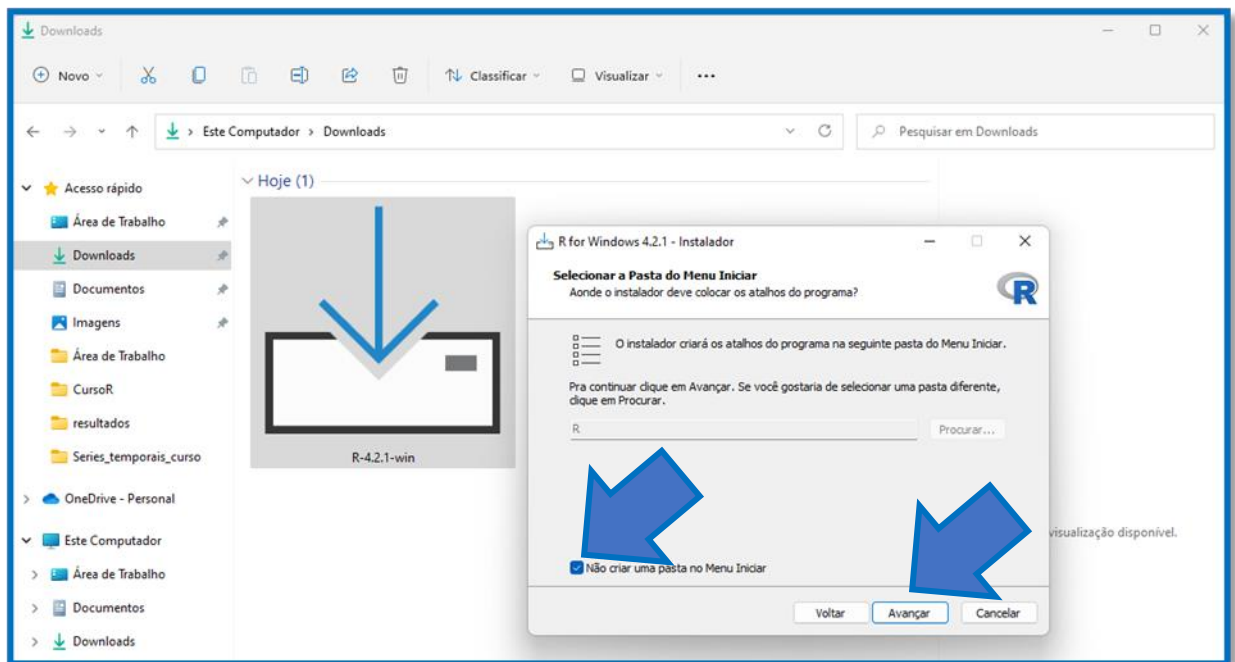 Downloads
Novo
Classificar
Visualizar
Este Computador > Downloads
Pesquisar em Downloads
Acesso rápido
Área de Trabalho
Downloads
Documentos
Imagens
Área de Trabalho
CursoR
resultados
Series_temporais_curso
OneDrive - Personal
Este Computador
Área de Trabalho
Documentos
Downloads
Hoje (1)
R-4.2.1-win
R for Windows 4.2.1 - Instalador
Selecionar a Pasta do Menu Iniciar
Aonde o instalador deve colocar os atalhos do programa?
R
O instalador criará os atalhos do programa na seguinte pasta do Menu Iniciar.
Pra continuar clique em Avançar. Se você gostaria de selecionar uma pasta diferente,
clique em Procurar.
R
Procurar...
Não criar uma pasta no Menu Iniciar
Voltar
Avançar
Cancelar
visualização disponível.